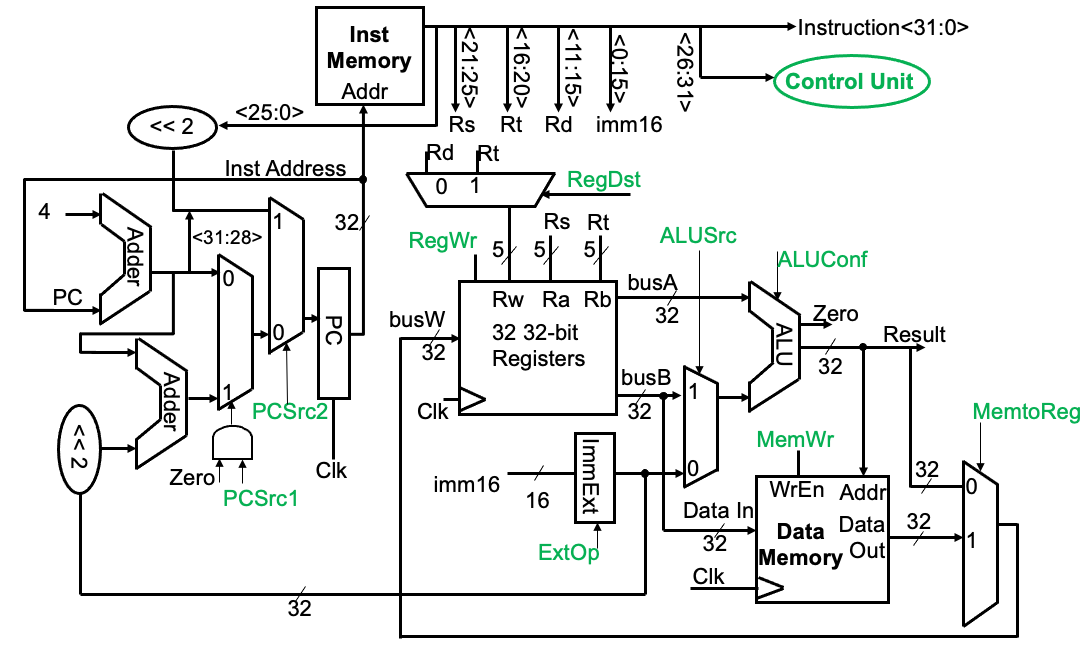 Inst
Memory
Addr
Instruction<31:0>
<21:25>
<16:20>
<11:15>
<0:15>
<26:31>
Control Unit
Rs
Rt
Rd
imm16
<25:0>
<< 2
Inst Address
Rd
Rt
0
1
RegDst
4
Adder
PC
<31:28>
1
0
32
0
1
PC
RegWr
5
Rs
5
Rt
5
ALUSrc
ALUConf
Rw
Ra
Rb
32 32-bit
Registers
busW
32
Clk
busA
32
busB
32
1
0
ALU
Zero
Result
32
Adder
<< 2
Zero
PCSrc1
PCSrc2
Clk
imm16
16
ImmExt
ExtOp
MemWr
WrEn
Addr
Data In
32
Data
Memory
Data
Out
Clk
32
32
MemtoReg
0
1
32